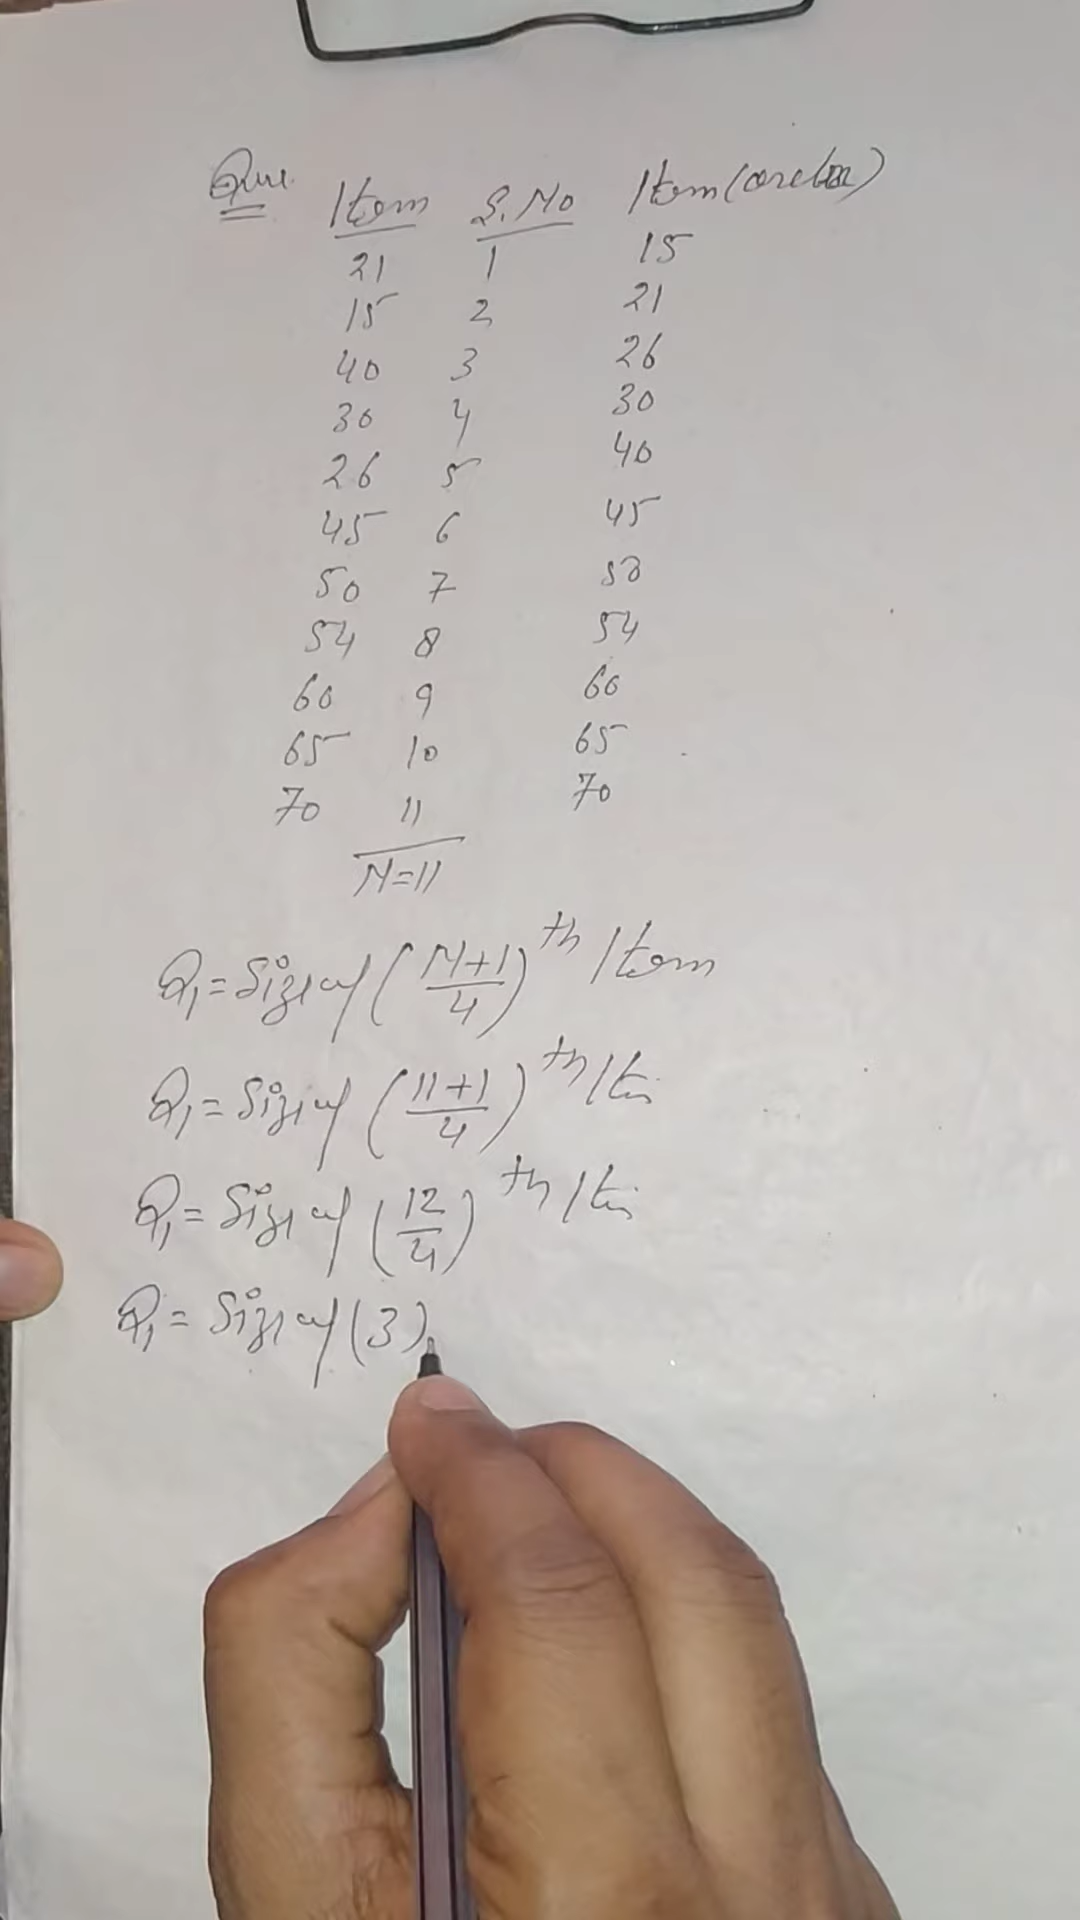 Que. Item S.No Item (order)
21 1 15
15 2 21
40 3 26
30 4 30
26 5 40
45 6 45
50 7 50
54 8 54
60 9 60
65 10 65
70 11 70
N=11
Q₁ = Size of (N+1/4)th Item
Q₁ = Size of (11+1/4)th Ite
Q₁ = Size of (12/4)th Ite
Q₁ = Size of (3)